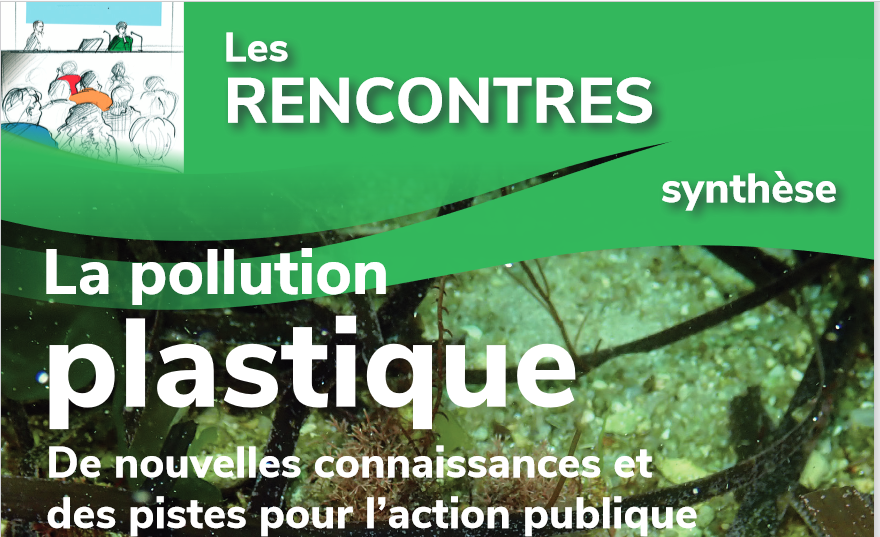 Les
RENCONTRES
synthèse
La pollution
plastique
De nouvelles connaissances et
des pistes pour l'action publique